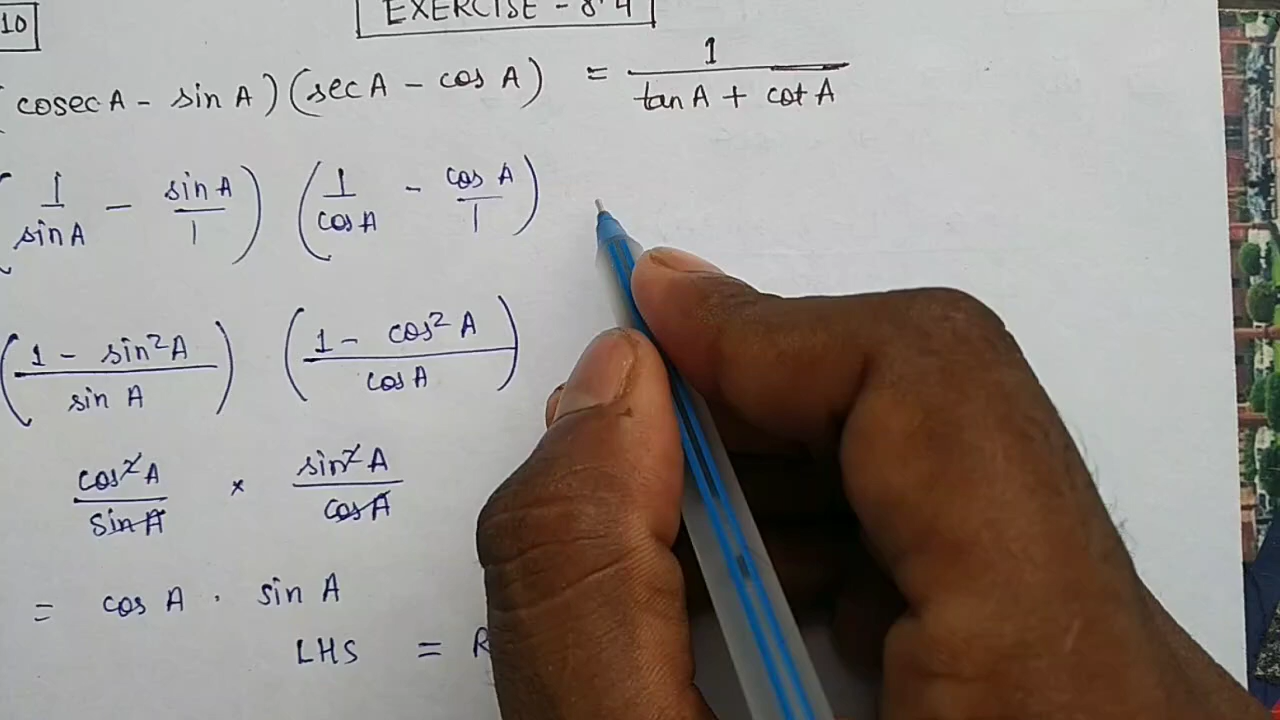 10
EXERCISE - 8.4
(cosec A - sin A) (sec A - cos A) = 1/(tan A + cot A)
(1/sin A - sin A/1) (1/cos A - cos A/1)
((1 - sin²A)/sin A) ((1 - cos²A)/cos A)
cos²A/sin A × sin²A/cos A
= cos A . sin A
LHS = R